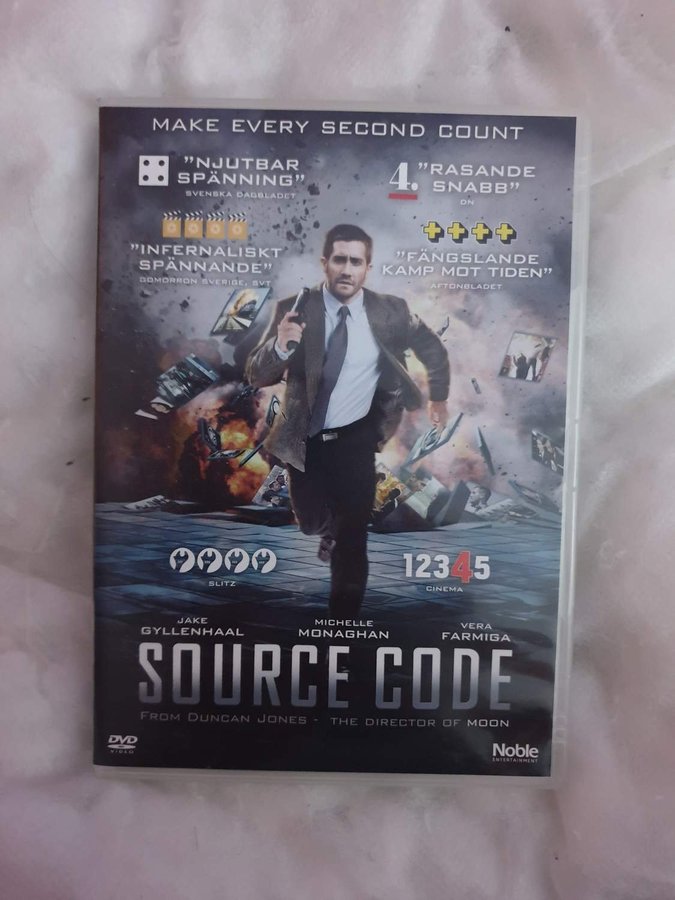 MAKE EVERY SECOND COUNT
"NJUTBAR
SPÄNNING"
SVENSKA DAGBLADET
4. "RASANDE
SNABB"
DN
"INFERNALISKT
SPÄNNANDE"
GOMORRON SVERIGE, SVT
"FÄNGSLANDE
KAMP MOT TIDEN"
AFTONBLADET
SLITZ
12345
CINEMA
JAKE
GYLLENHAAL
MICHELLE
MONAGHAN
VERA
FARMIGA
SOURCE CODE
FROM DUNCAN JONES - THE DIRECTOR OF MOON
DVD
VIDEO
Noble
ENTERTAINMENT